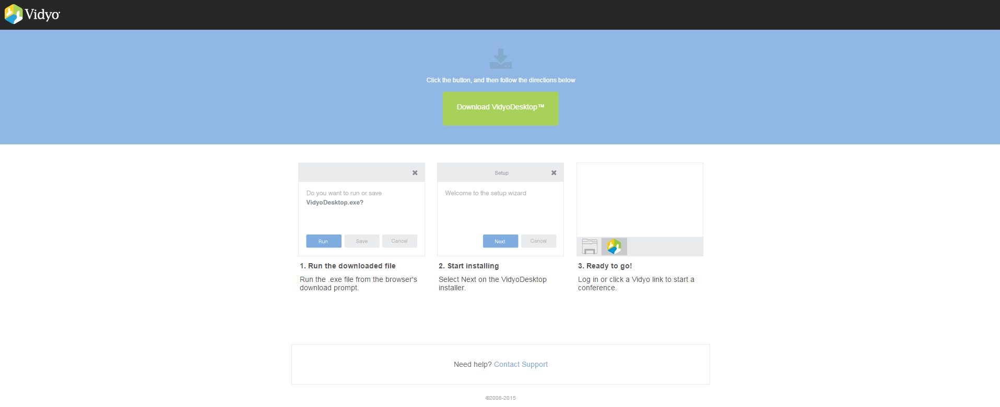 Vidyo
Click the button, and then follow the directions below
Download VidyoDesktop™
Do you want to run or save
VidyoDesktop.exe?
Run
Save
Cancel
Setup
Welcome to the setup wizard
Next
Cancel
1. Run the downloaded file
Run the .exe file from the browser's
download prompt.
2. Start installing
Select Next on the VidyoDesktop
installer.
3. Ready to go!
Log in or click a Vidyo link to start a
conference.
Need help? Contact Support
©2008-2015